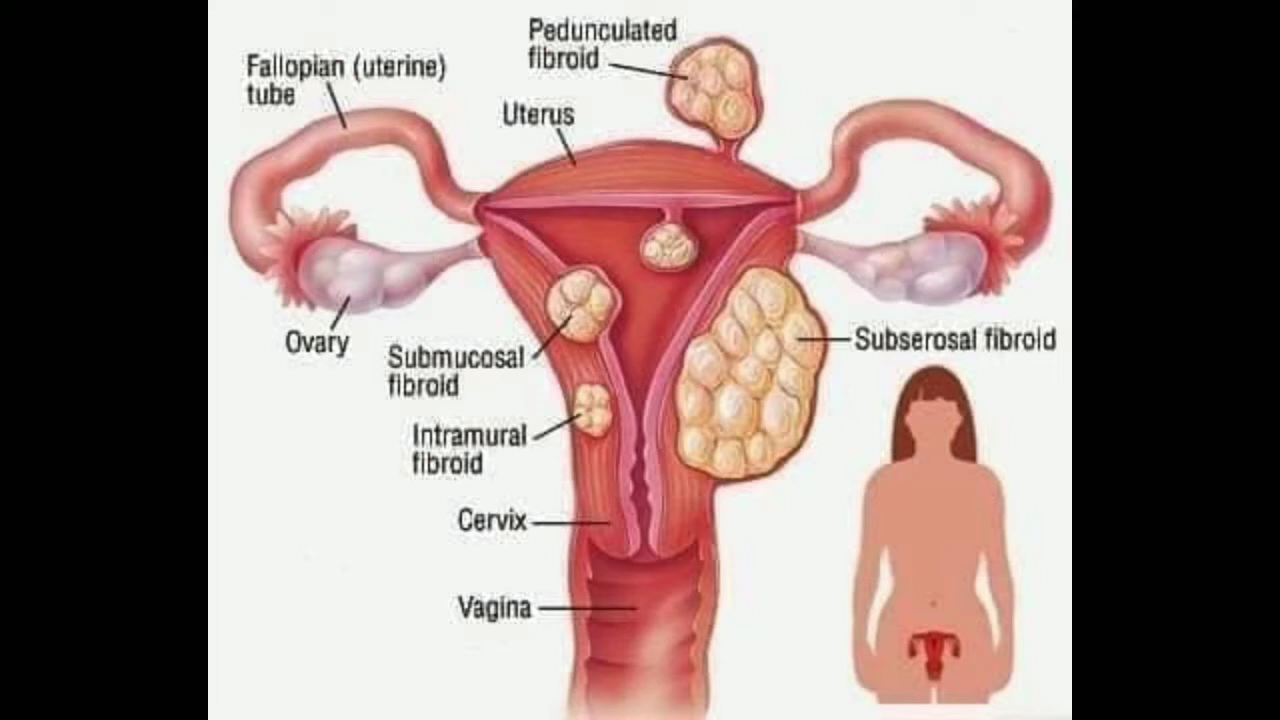 Pedunculated
fibroid
Fallopian (uterine)
tube
Uterus
Ovary
Submucosal
fibroid
Subserosal fibroid
Intramural
fibroid
Cervix
Vagina